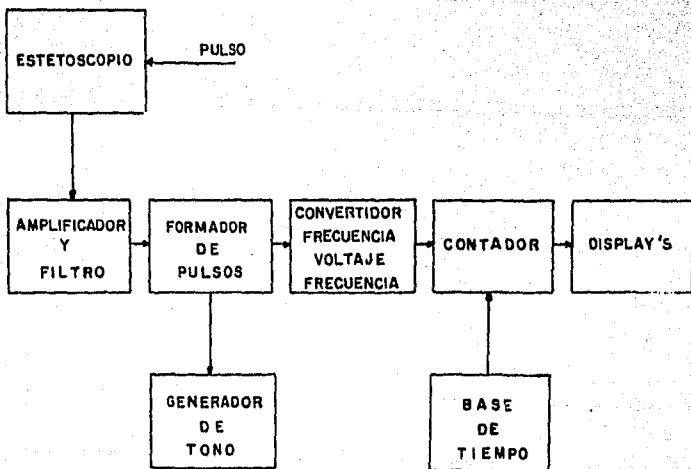 ESTETOSCOPIO
PULSO
AMPLIFICADOR
Y
FILTRO
FORMADOR
DE
PULSOS
CONVERTIDOR
FRECUENCIA
VOLTAJE
FRECUENCIA
CONTADOR
DISPLAY'S
GENERADOR
DE
TONO
BASE
DE
TIEMPO